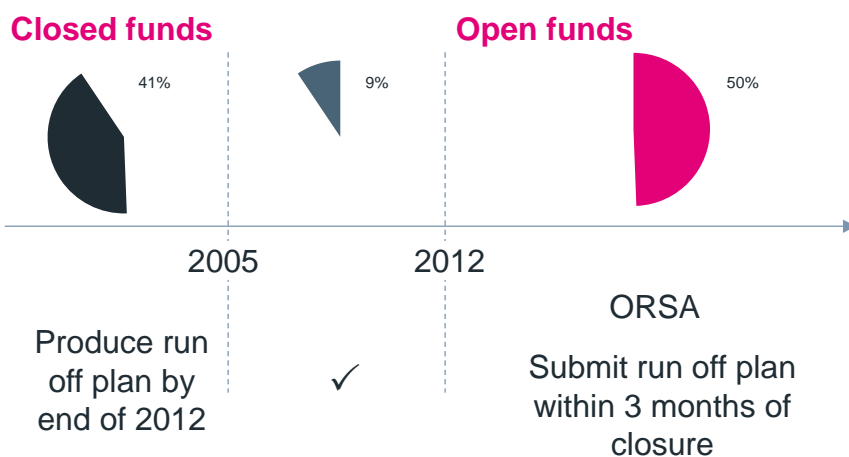 Closed funds
Open funds
41%
9%
50%
2005
2012
Produce run
off plan by
end of 2012
✓
ORSA
Submit run off plan
within 3 months of
closure